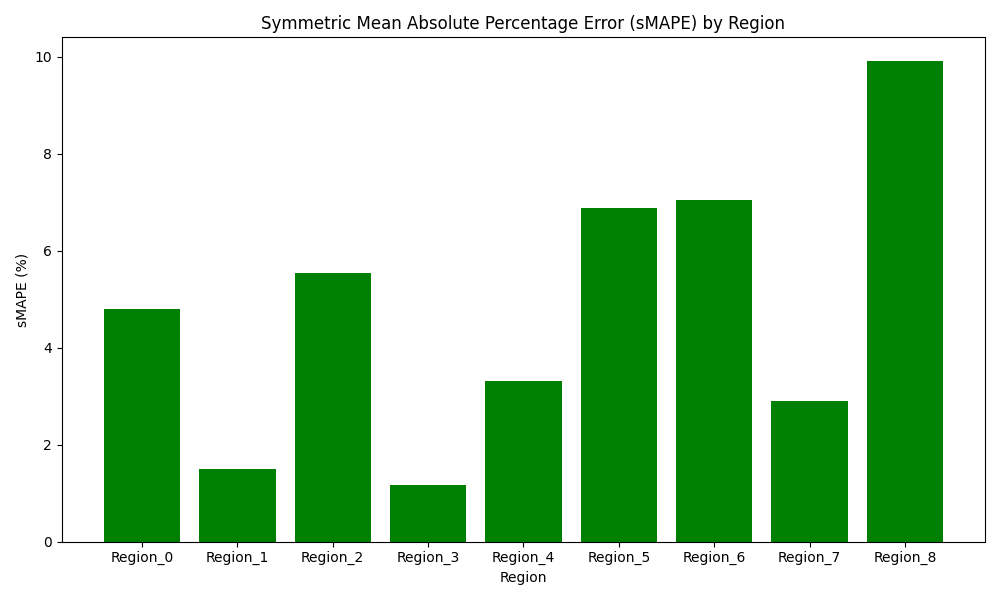 Symmetric Mean Absolute Percentage Error (sMAPE) by Region
10
8
6
4
2
0
sMAPE (%)
Region_0 Region_1 Region_2 Region_3 Region_4 Region_5 Region_6 Region_7 Region_8
Region